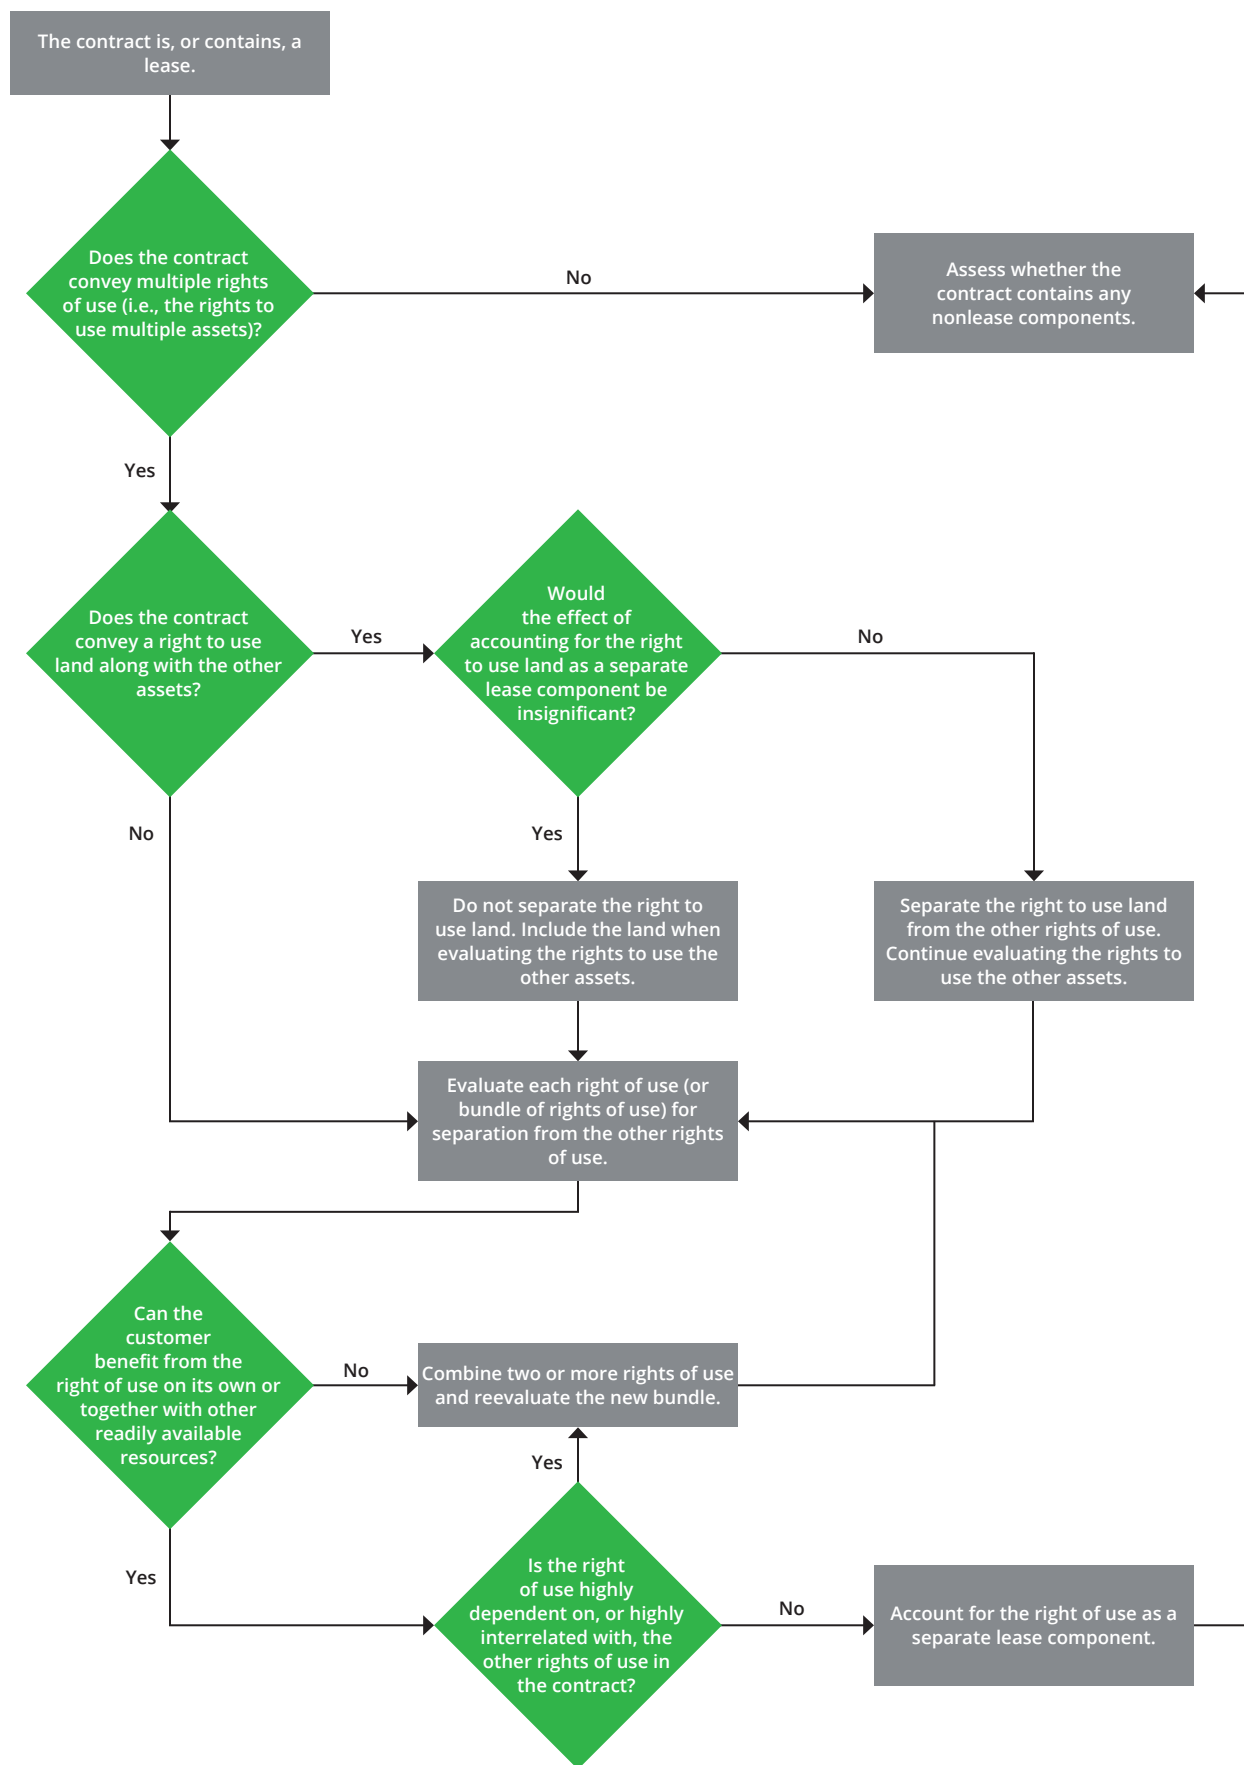 The contract is, or contains, a
lease.
Does the contract
convey multiple rights
of use (i.e., the rights to
use multiple assets)?
No
Assess whether the
contract contains any
nonlease components.
Yes
Does the contract
convey a right to use
land along with the other
assets?
Yes
Would
the effect of
accounting for the right
to use land as a separate
lease component be
insignificant?
No
No
Yes
Do not separate the right to
use land. Include the land when
evaluating the rights to use the
other assets.
Separate the right to use land
from the other rights of use.
Continue evaluating the rights to
use the other assets.
Evaluate each right of use (or
bundle of rights of use) for
separation from the other rights
of use.
Can the
customer
benefit from the
right of use on its own or
together with other
readily available
resources?
No
Combine two or more rights of use
and reevaluate the new bundle.
Yes
Yes
Is the right
of use highly
dependent on, or highly
interrelated with, the
other rights of use in
the contract?
No
Account for the right of use as a
separate lease component.